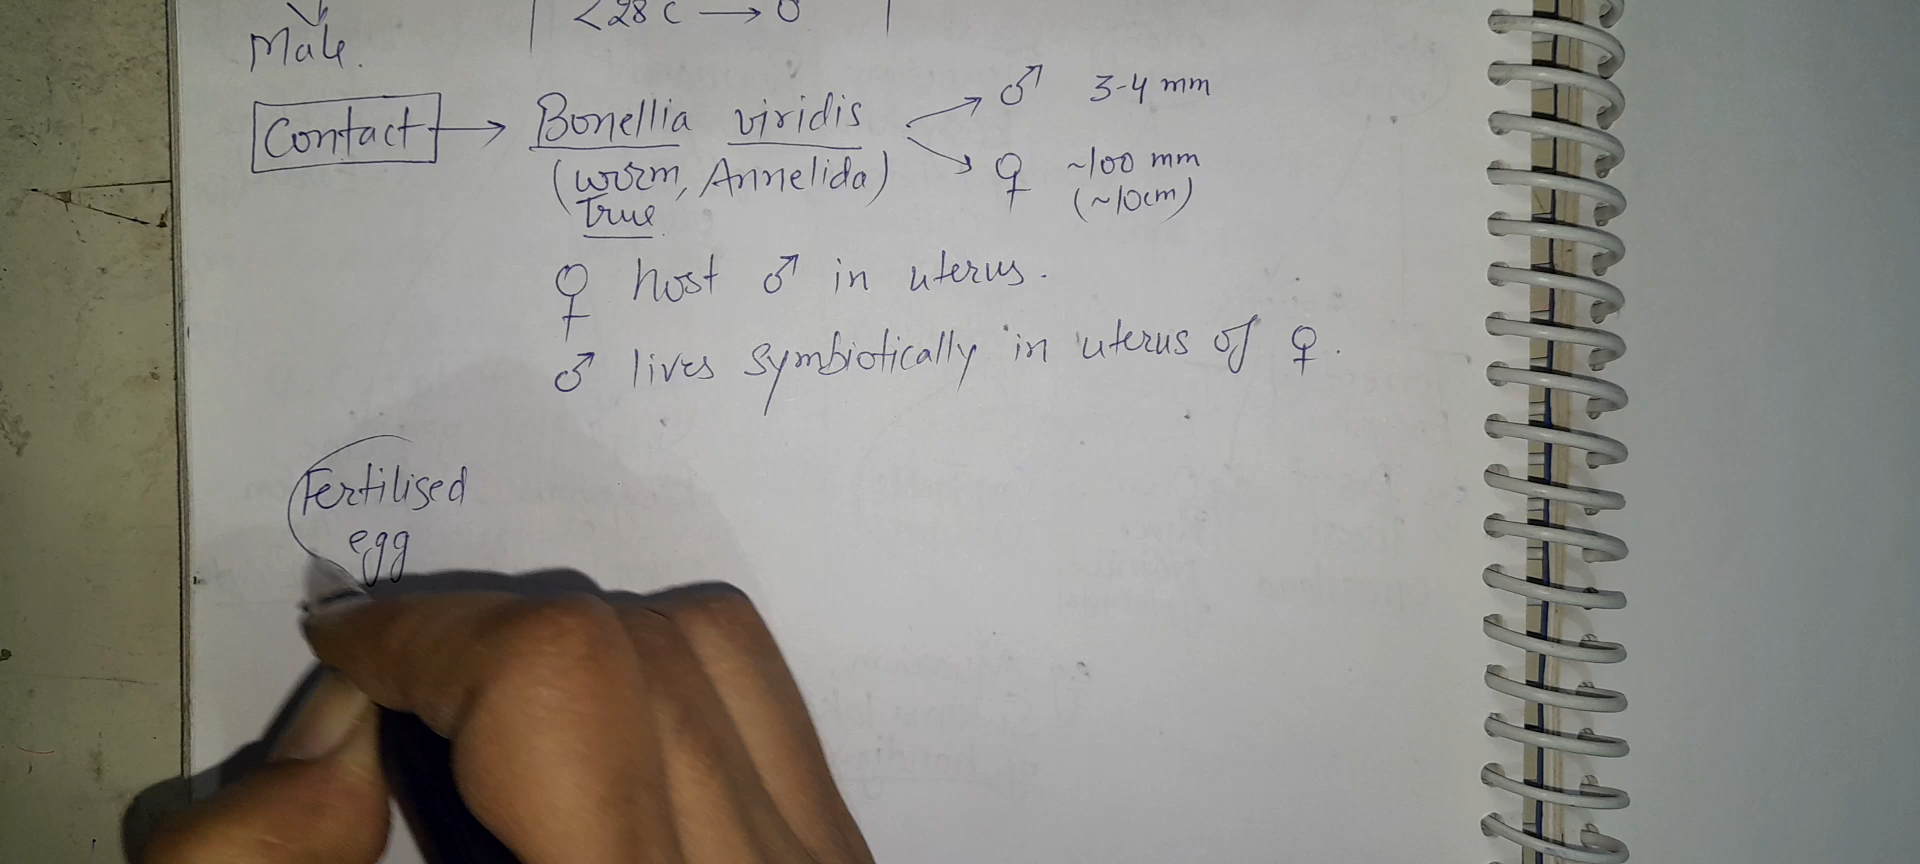 <28°C → ♂
Male.
Contact → Bonellia viridis
♂ 3-4 mm
(worm, Annelida)
True
♀ ~100 mm
(~10cm)
♀ host ♂ in uterus.
♂ lives symbiotically in uterus of ♀.
Fertilised
egg